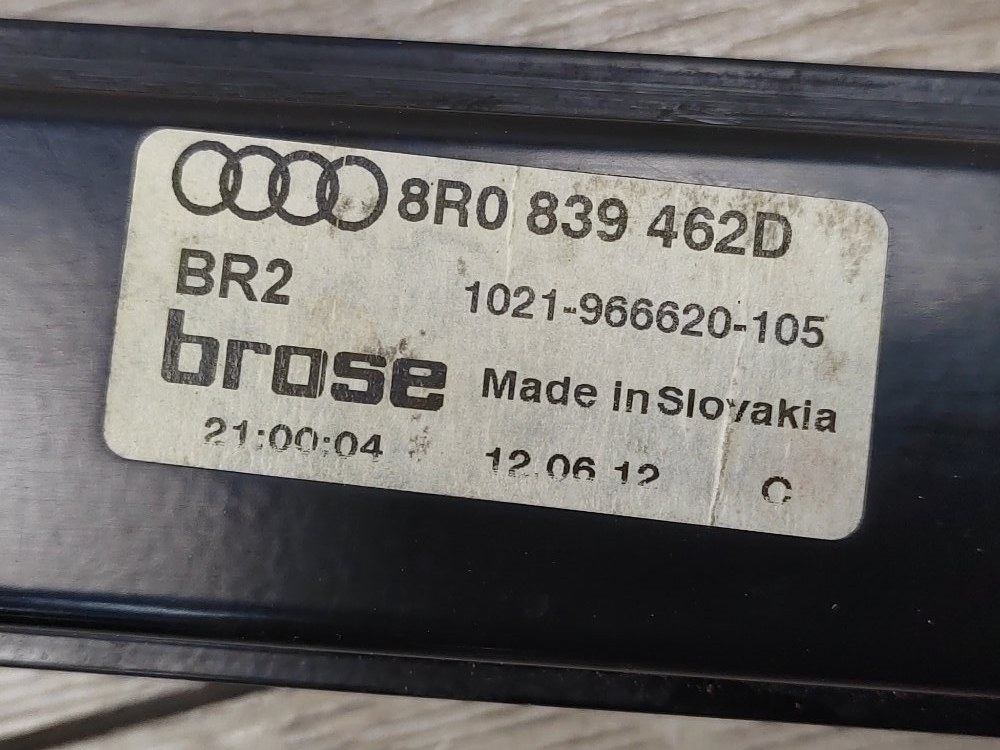 8R0 839 462D
BR2
1021-966620-105
brose
Made in Slovakia
21:00:04
12.06.12
C